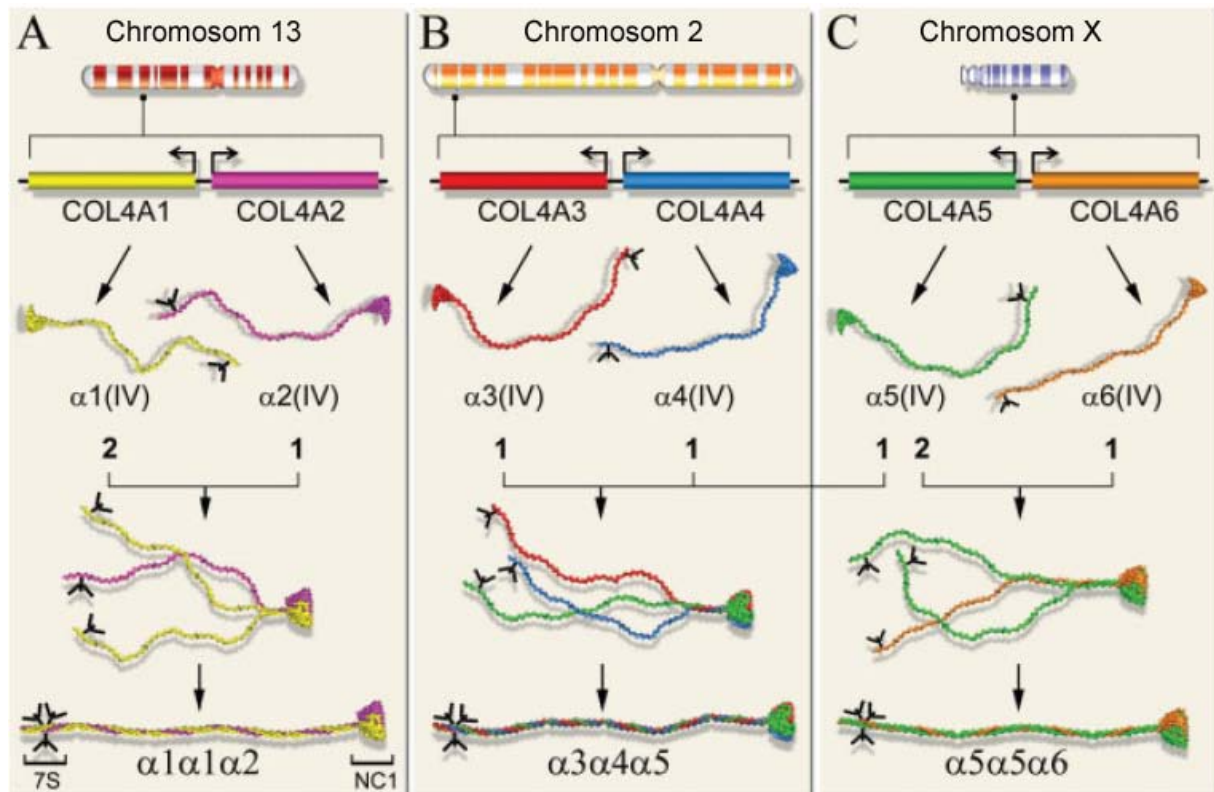 A
Chromosom 13
COL4A1
COL4A2
α1(IV)
α2(IV)
2
1
α1α1α2
7S
NC1
B
Chromosom 2
COL4A3
COL4A4
α3(IV)
α4(IV)
1
1
1
α3α4α5
C
Chromosom X
COL4A5
COL4A6
α5(IV)
α6(IV)
2
1
α5α5α6